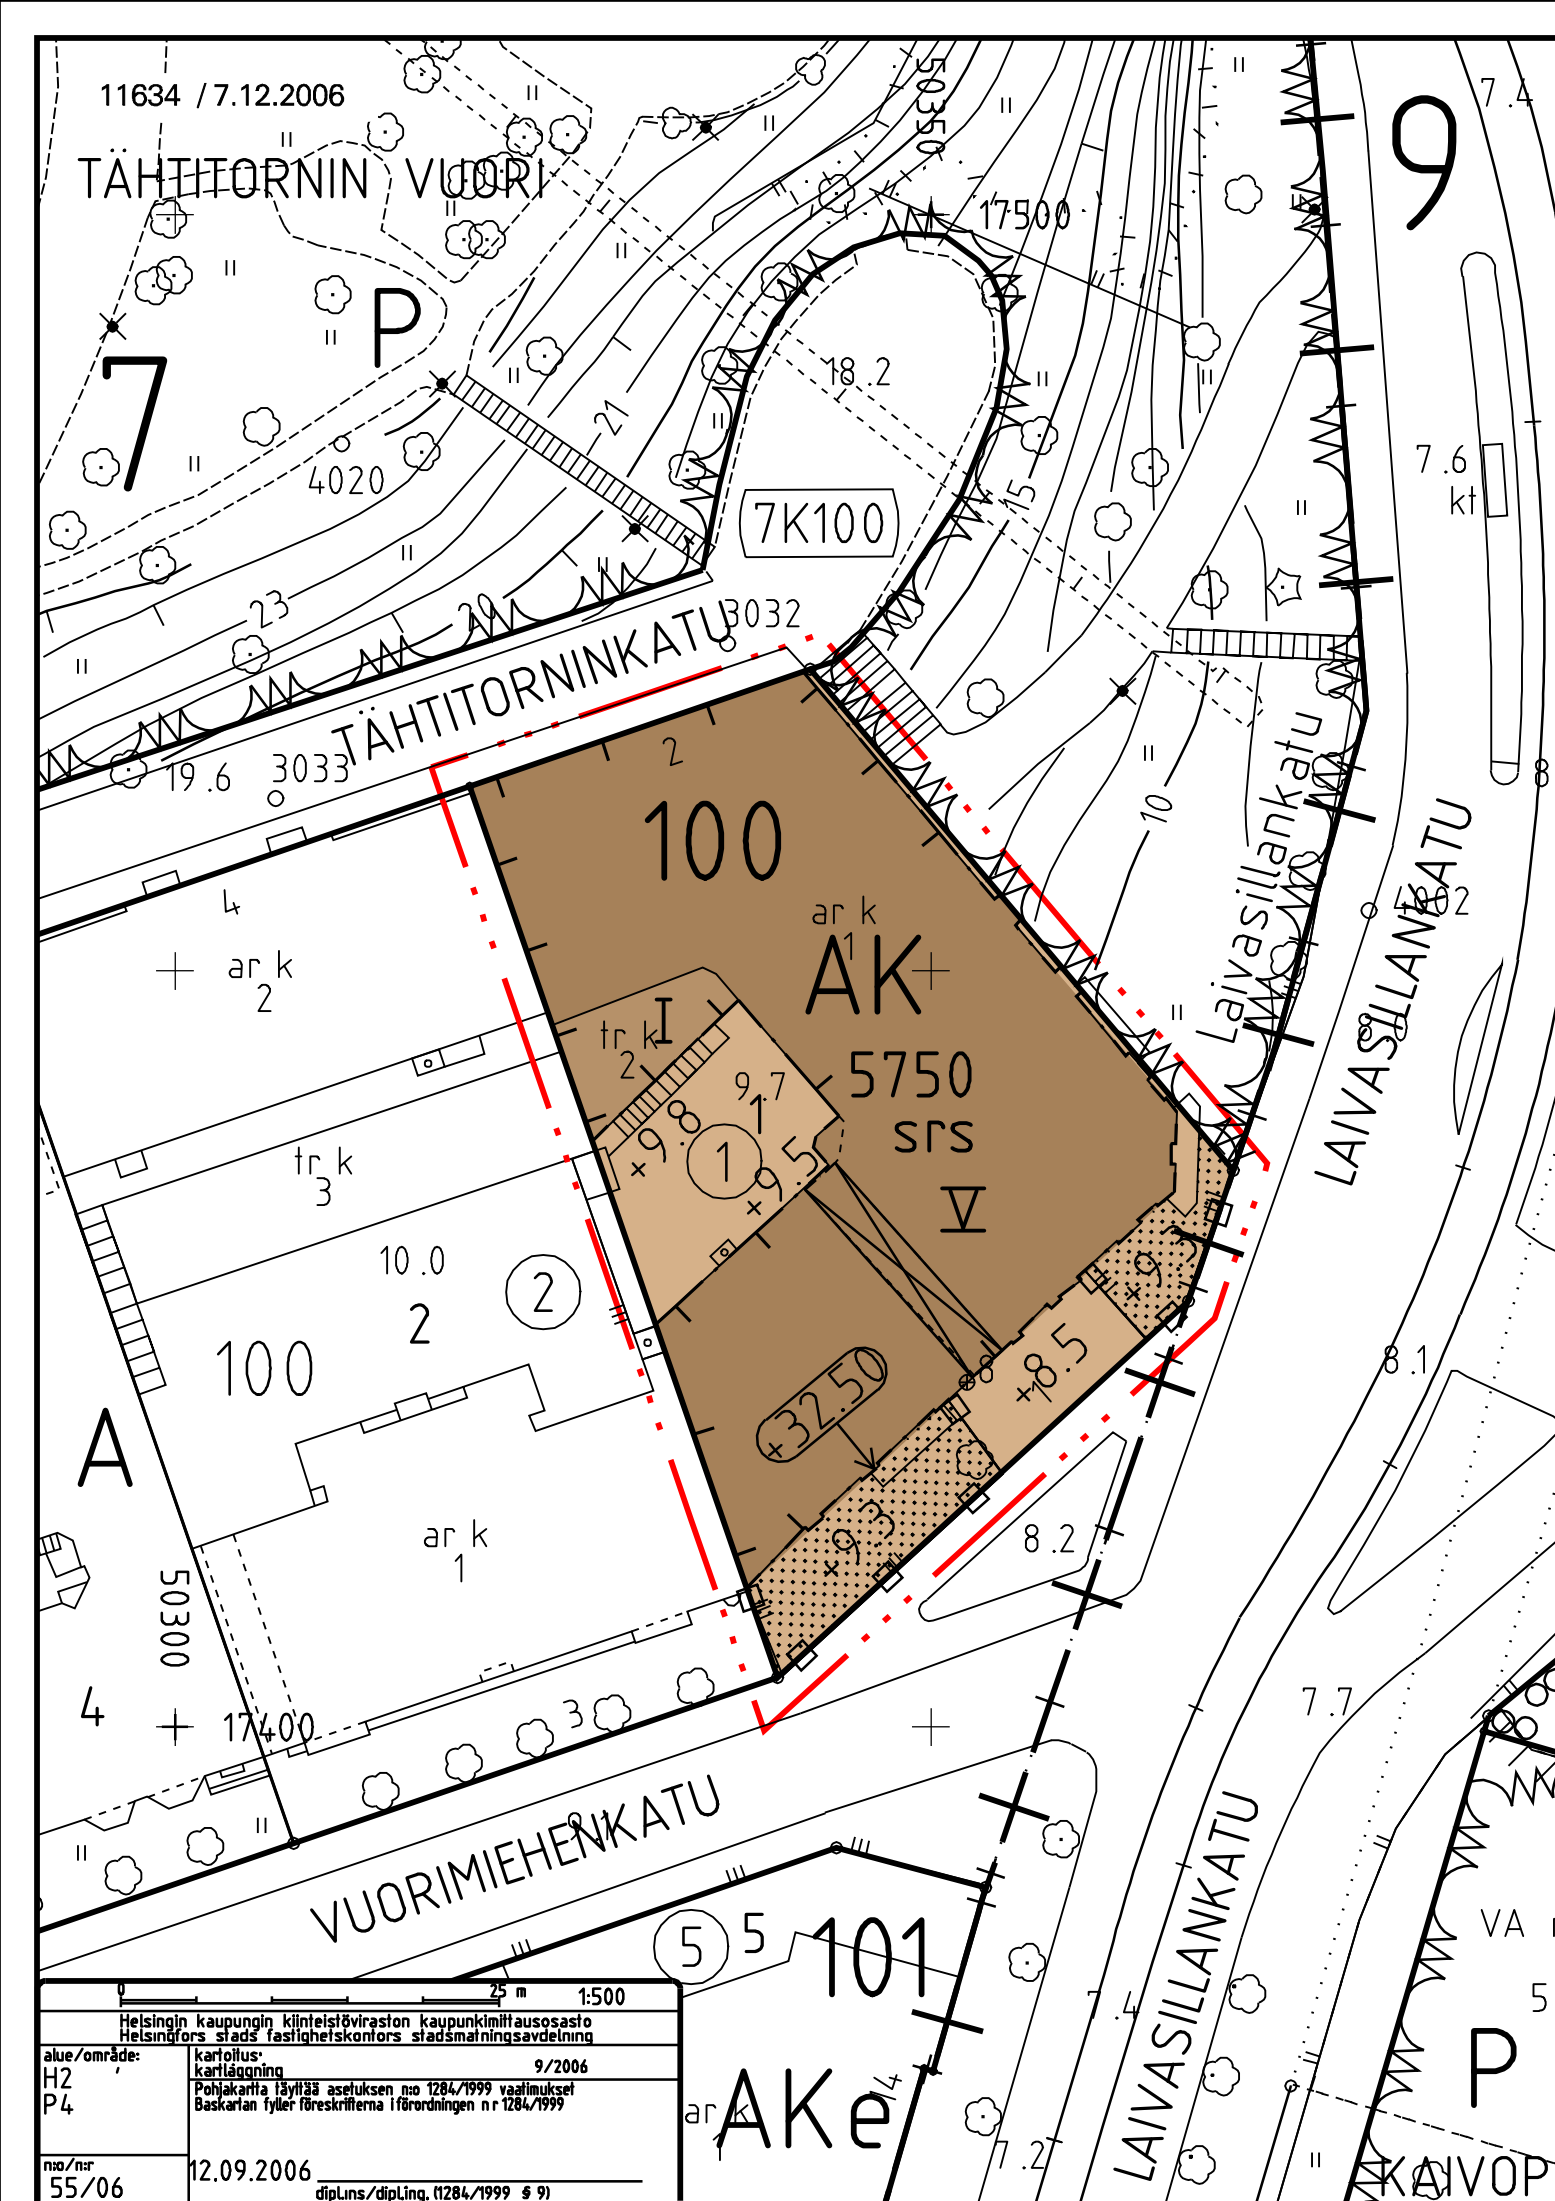 11634 / 7.12.2006
TÄHTITORNIN VUORI
P
7
9
7.4
50350
17500
18.2
21
4020
15
7.6
kt
7K100
23
20
3032
TÄHTITORNINKATU
19.6
3033
2
100
10
Laivasillankatu
LAIVASILLANKATU
8
4
ar k
2
ar k
1
AK
5750
srs
V
I
tr k
2
9.7
+9.8
1
1
+9.5
tr k
3
10.0
2
2
100
+9.3
+8.5
8.1
+32.50
A
ar k
1
+9.3
8.2
50300
4
17400
3
7.7
VUORIMIEHENKATU
5
5
101
7.4
LAIVASILLANKATU
VA
5
P
AKe
ar k
1
14
7.2
KAIVOP
0 25 m 1:500
Helsingin kaupungin kiinteistöviraston kaupunkimittausosasto
Helsingfors stads fastighetskontors stadsmätningsavdelning
alue/område:
H2
P4
kartoitus:
kartläggning 9/2006
Pohjakartta täyttää asetuksen n:o 1284/1999 vaatimukset
Baskartan fyller föreskrifterna i förordningen nr 1284/1999
n:o/n:r
55/06
12.09.2006
dipl.ins/dipl.ing. (1284/1999 § 9)